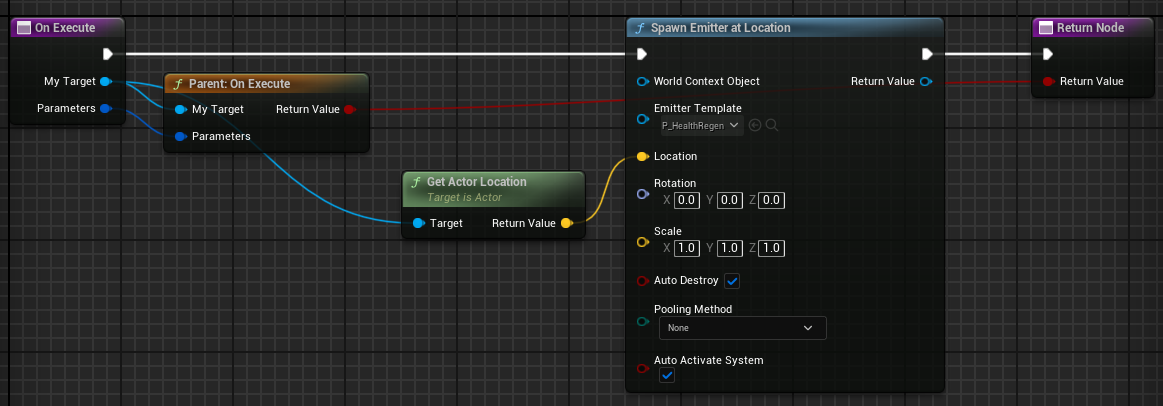 On Execute
My Target
Parameters
Parent: On Execute
My Target Return Value
Parameters
Get Actor Location
Target is Actor
Target Return Value
Spawn Emitter at Location
World Context Object Return Value
Emitter Template
P_HealthRegen
Location
Rotation
X 0.0 Y 0.0 Z 0.0
Scale
X 1.0 Y 1.0 Z 1.0
Auto Destroy
Pooling Method
None
Auto Activate System
Return Node
Return Value